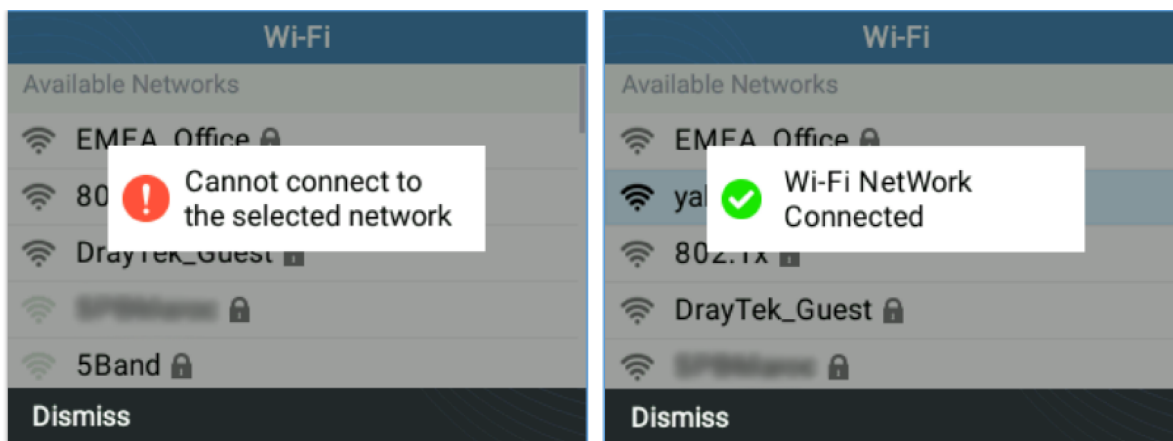 Wi-Fi
Available Networks
EMEA_Office
80
Cannot connect to
the selected network
DrayTek_Guest
5Band
Dismiss
Wi-Fi
Available Networks
EMEA_Office
yal
Wi-Fi NetWork
Connected
802.1x
DrayTek_Guest
Dismiss